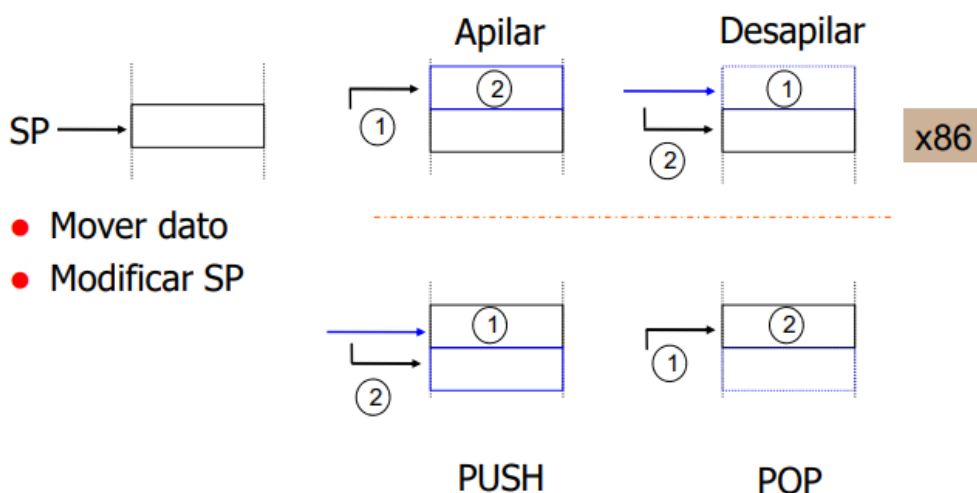 Apilar
Desapilar
2
1
SP
1
2
x86
● Mover dato
● Modificar SP
1
2
2
1
PUSH
POP